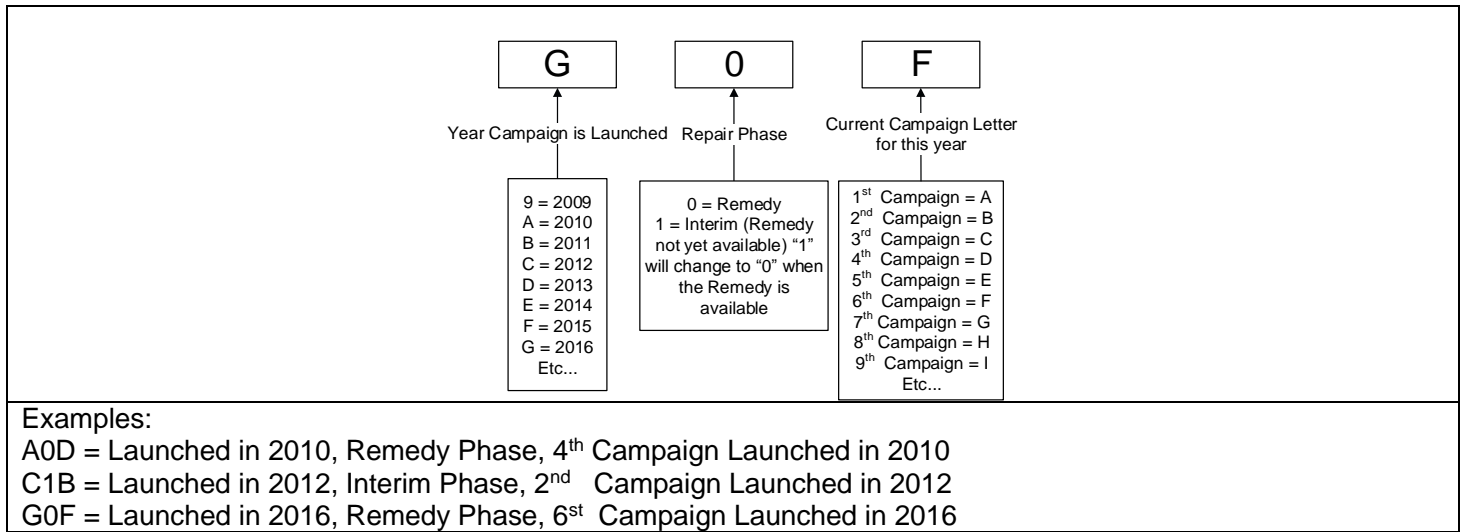 G 0 F
Year Campaign is Launched
Repair Phase
Current Campaign Letter
for this year
9 = 2009
A = 2010
B = 2011
C = 2012
D = 2013
E = 2014
F = 2015
G = 2016
Etc...
0 = Remedy
1 = Interim (Remedy
not yet available) “1”
will change to “0” when
the Remedy is
available
1st Campaign = A
2nd Campaign = B
3rd Campaign = C
4th Campaign = D
5th Campaign = E
6th Campaign = F
7th Campaign = G
8th Campaign = H
9th Campaign = I
Etc...
Examples:
A0D = Launched in 2010, Remedy Phase, 4th Campaign Launched in 2010
C1B = Launched in 2012, Interim Phase, 2nd Campaign Launched in 2012
G0F = Launched in 2016, Remedy Phase, 6st Campaign Launched in 2016